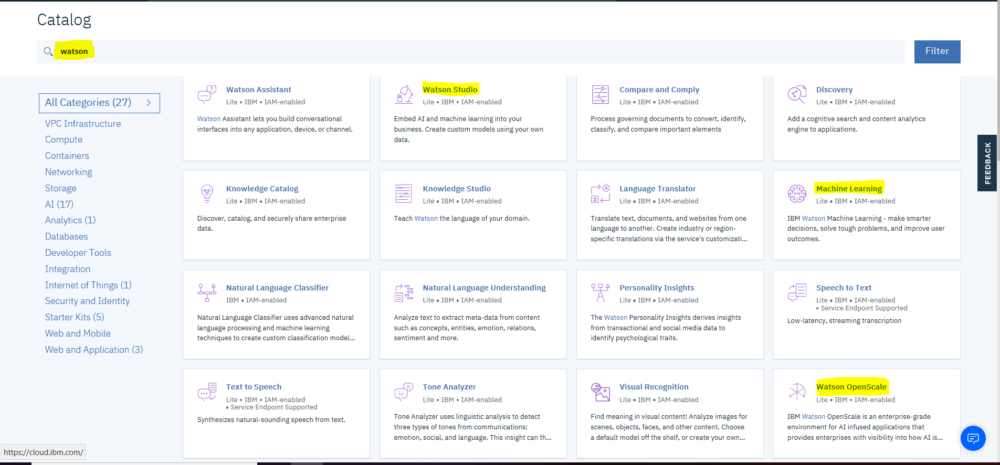 Catalog
watson
Filter
All Categories (27)
VPC Infrastructure
Compute
Containers
Networking
Storage
AI (17)
Analytics (1)
Databases
Developer Tools
Integration
Internet of Things (1)
Security and Identity
Starter Kits (5)
Web and Mobile
Web and Application (3)
Watson Assistant
Lite • IBM • IAM-enabled
Watson Assistant lets you build conversational
interfaces into any application, device, or channel.
Watson Studio
Lite • IBM • IAM-enabled
Embed AI and machine learning into your
business. Create custom models using your own
data.
Compare and Comply
Lite • IBM • IAM-enabled
Process governing documents to convert, identify,
classify, and compare important elements
Discovery
Lite • IBM • IAM-enabled
Add a cognitive search and content analytics
engine to applications.
Knowledge Catalog
Lite • IBM • IAM-enabled
Discover, catalog, and securely share enterprise
data.
Knowledge Studio
Lite • IBM • IAM-enabled
Teach Watson the language of your domain.
Language Translator
Lite • IBM • IAM-enabled
Translate text, documents, and websites from one
language to another. Create industry or region-
specific translations via the service's customizati...
Machine Learning
Lite • IBM • IAM-enabled
IBM Watson Machine Learning - make smarter
decisions, solve tough problems, and improve user
outcomes.
Natural Language Classifier
IBM • IAM-enabled
Natural Language Classifier uses advanced natural
language processing and machine learning
techniques to create custom classification model...
Natural Language Understanding
Lite • IBM • IAM-enabled
Analyze text to extract meta-data from content
such as concepts, entities, emotion, relations,
sentiment and more.
Personality Insights
Lite • IBM • IAM-enabled
The Watson Personality Insights derives insights
from transactional and social media data to
identify psychological traits.
Speech to Text
Lite • IBM • IAM-enabled
• Service Endpoint Supported
Low-latency, streaming transcription
Text to Speech
Lite • IBM • IAM-enabled
• Service Endpoint Supported
Synthesizes natural-sounding speech from text.
Tone Analyzer
Lite • IBM • IAM-enabled
Tone Analyzer uses linguistic analysis to detect
three types of tones from communications:
emotion, social, and language. This insight can th...
Visual Recognition
Lite • IBM • IAM-enabled
Find meaning in visual content! Analyze images for
scenes, objects, faces, and other content. Choose
a default model off the shelf, or create your own...
Watson OpenScale
Lite • IBM • IAM-enabled
IBM Watson OpenScale is an enterprise-grade
environment for AI infused applications that
provides enterprises with visibility into how AI is...
FEEDBACK
https://cloud.ibm.com/